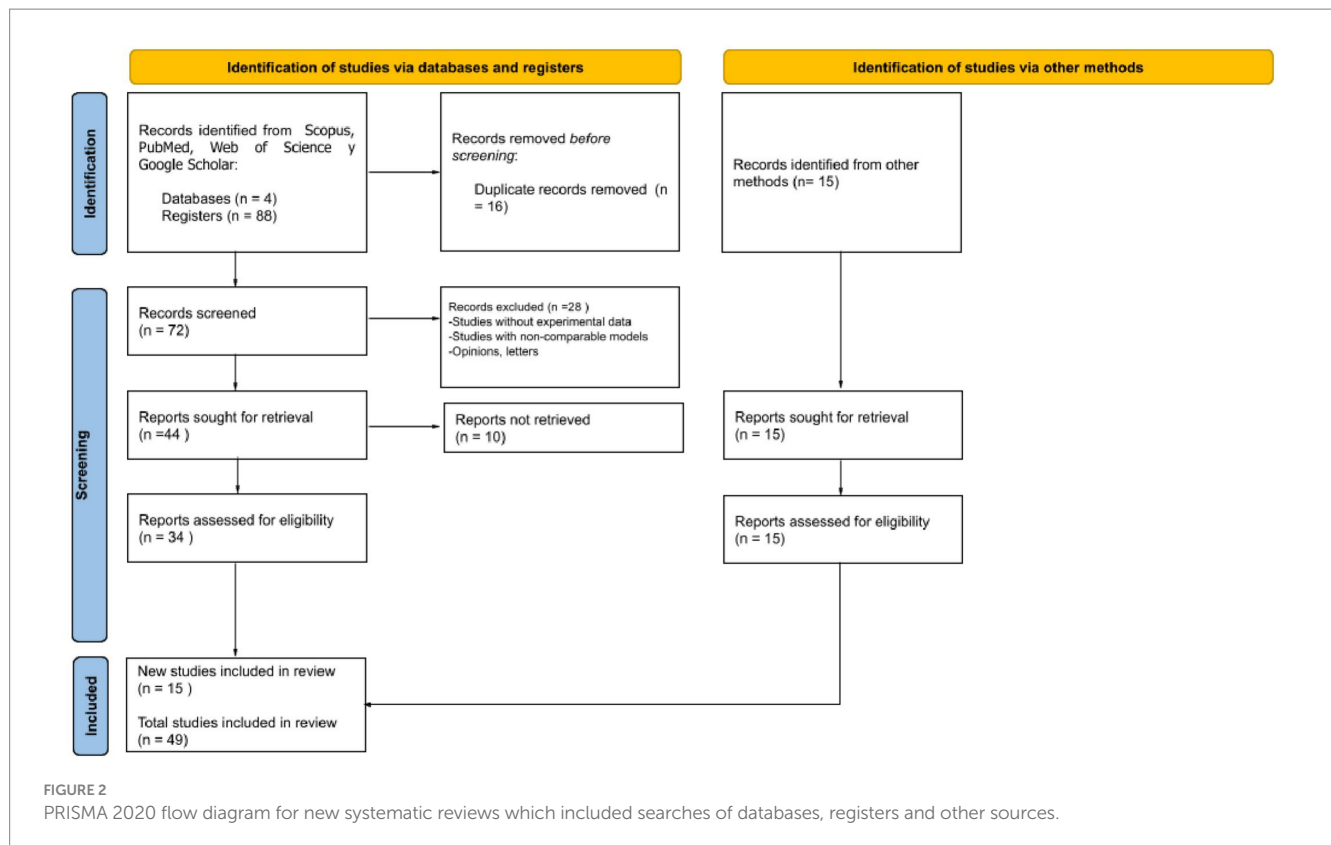 Identification of studies via databases and registers
Identification of studies via other methods
Identification
Records identified from Scopus,
PubMed, Web of Science y
Google Scholar:
Databases (n = 4)
Registers (n = 88)
Records removed before
screening:
Duplicate records removed (n
= 16)
Records identified from other
methods (n= 15)
Screening
Records screened
(n = 72)
Records excluded (n =28 )
-Studies without experimental data
-Studies with non-comparable models
-Opinions, letters
Reports sought for retrieval
(n =44 )
Reports not retrieved
(n = 10)
Reports sought for retrieval
(n = 15)
Reports assessed for eligibility
(n = 34 )
Reports assessed for eligibility
(n = 15)
Included
New studies included in review
(n = 15 )
Total studies included in review
(n = 49)
FIGURE 2
PRISMA 2020 flow diagram for new systematic reviews which included searches of databases, registers and other sources.